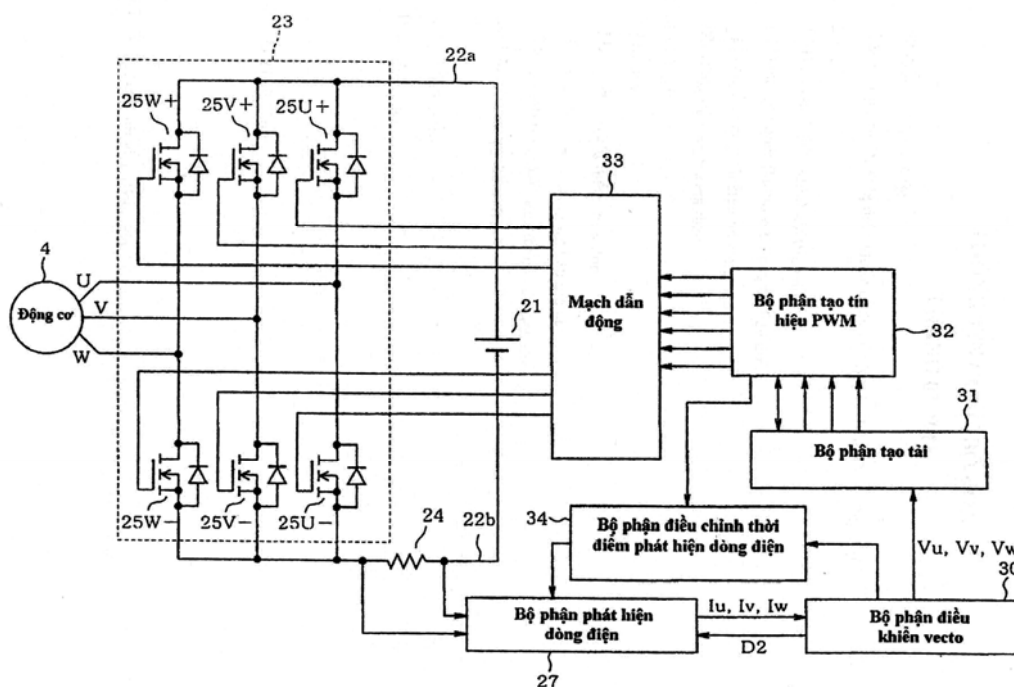 23
22a
25W+
25V+
25U+
33
4
U
Động cơ
V
W
21
Mạch dẫn
động
Bộ phận tạo tín
hiệu PWM
32
31
Bộ phận tạo tải
25W−
25V−
25U−
24
22b
34
Bộ phận điều chỉnh thời
điểm phát hiện dòng điện
Vu, Vv, Vw
30
Bộ phận phát hiện
dòng điện
Iu, Iv, Iw
D2
Bộ phận điều
khiển vecto
27